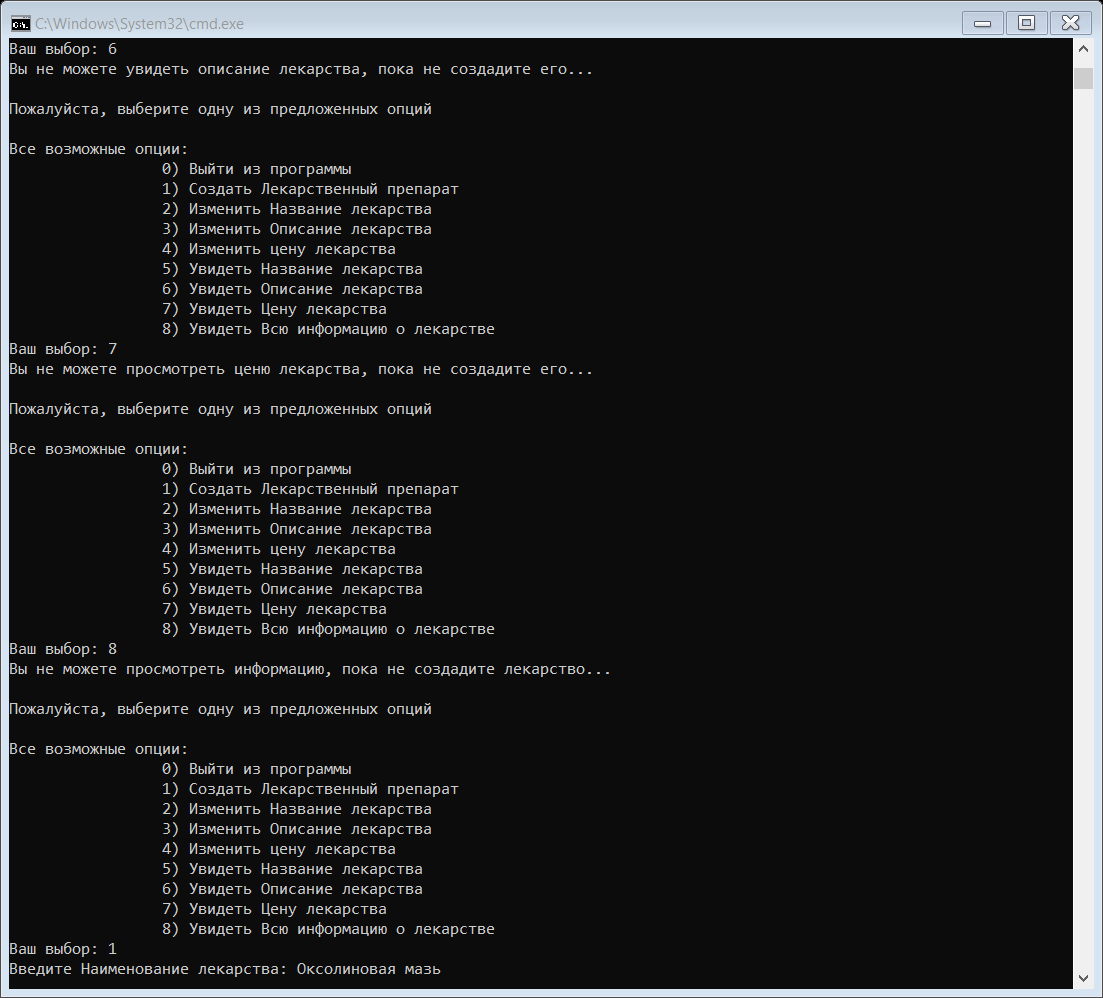 C:\Windows\System32\cmd.exe
Ваш выбор: 6
Вы не можете увидеть описание лекарства, пока не создадите его...
Пожалуйста, выберите одну из предложенных опций
Все возможные опции:
0) Выйти из программы
1) Создать Лекарственный препарат
2) Изменить Название лекарства
3) Изменить Описание лекарства
4) Изменить цену лекарства
5) Увидеть Название лекарства
6) Увидеть Описание лекарства
7) Увидеть Цену лекарства
8) Увидеть Всю информацию о лекарстве
Ваш выбор: 7
Вы не можете просмотреть ценю лекарства, пока не создадите его...
Пожалуйста, выберите одну из предложенных опций
Все возможные опции:
0) Выйти из программы
1) Создать Лекарственный препарат
2) Изменить Название лекарства
3) Изменить Описание лекарства
4) Изменить цену лекарства
5) Увидеть Название лекарства
6) Увидеть Описание лекарства
7) Увидеть Цену лекарства
8) Увидеть Всю информацию о лекарстве
Ваш выбор: 8
Вы не можете просмотреть информацию, пока не создадите лекарство...
Пожалуйста, выберите одну из предложенных опций
Все возможные опции:
0) Выйти из программы
1) Создать Лекарственный препарат
2) Изменить Название лекарства
3) Изменить Описание лекарства
4) Изменить цену лекарства
5) Увидеть Название лекарства
6) Увидеть Описание лекарства
7) Увидеть Цену лекарства
8) Увидеть Всю информацию о лекарстве
Ваш выбор: 1
Введите Наименование лекарства: Оксолиновая мазь